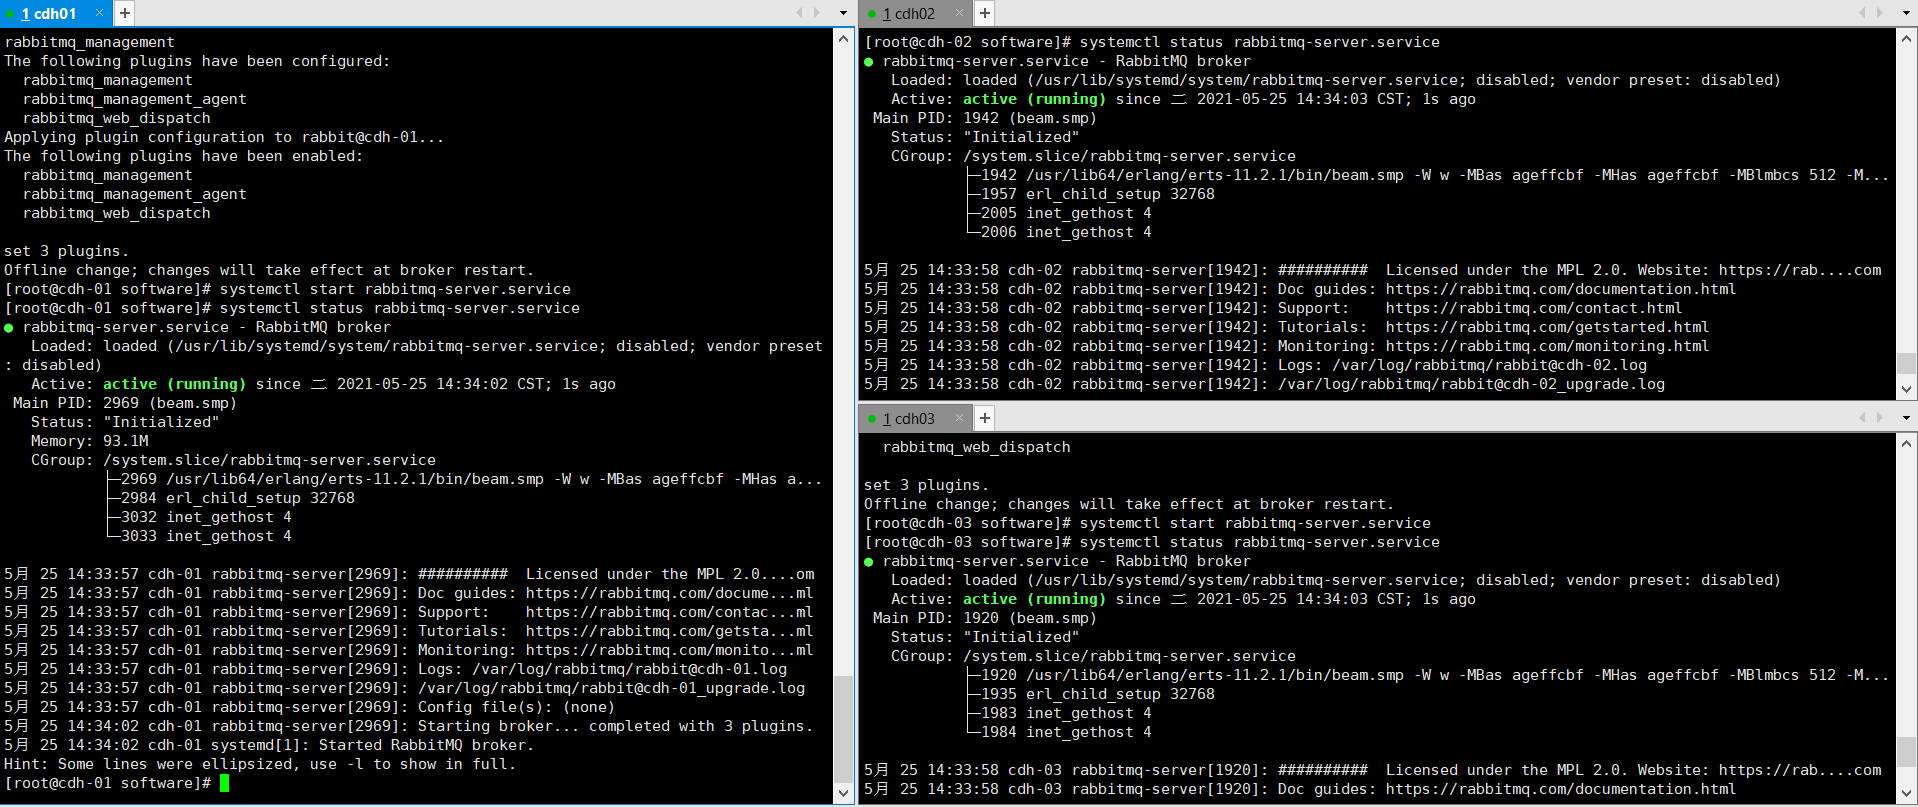 1 cdh01
rabbitmq_management
The following plugins have been configured:
  rabbitmq_management
  rabbitmq_management_agent
  rabbitmq_web_dispatch
Applying plugin configuration to rabbit@cdh-01...
The following plugins have been enabled:
  rabbitmq_management
  rabbitmq_management_agent
  rabbitmq_web_dispatch
set 3 plugins.
Offline change; changes will take effect at broker restart.
[root@cdh-01 software]# systemctl start rabbitmq-server.service
[root@cdh-01 software]# systemctl status rabbitmq-server.service
● rabbitmq-server.service - RabbitMQ broker
   Loaded: loaded (/usr/lib/systemd/system/rabbitmq-server.service; disabled; vendor preset
: disabled)
   Active: active (running) since 二 2021-05-25 14:34:02 CST; 1s ago
 Main PID: 2969 (beam.smp)
   Status: "Initialized"
   Memory: 93.1M
   CGroup: /system.slice/rabbitmq-server.service
           ├─2969 /usr/lib64/erlang/erts-11.2.1/bin/beam.smp -W w -MBas ageffcbf -MHas a...
           ├─2984 erl_child_setup 32768
           ├─3032 inet_gethost 4
           └─3033 inet_gethost 4
5月 25 14:33:57 cdh-01 rabbitmq-server[2969]: ##########  Licensed under the MPL 2.0....om
5月 25 14:33:57 cdh-01 rabbitmq-server[2969]: Doc guides: https://rabbitmq.com/docume...ml
5月 25 14:33:57 cdh-01 rabbitmq-server[2969]: Support:    https://rabbitmq.com/contac...ml
5月 25 14:33:57 cdh-01 rabbitmq-server[2969]: Tutorials:  https://rabbitmq.com/getsta...ml
5月 25 14:33:57 cdh-01 rabbitmq-server[2969]: Monitoring: https://rabbitmq.com/monito...ml
5月 25 14:33:57 cdh-01 rabbitmq-server[2969]: Logs: /var/log/rabbitmq/rabbit@cdh-01.log
5月 25 14:33:57 cdh-01 rabbitmq-server[2969]: /var/log/rabbitmq/rabbit@cdh-01_upgrade.log
5月 25 14:33:57 cdh-01 rabbitmq-server[2969]: Config file(s): (none)
5月 25 14:34:02 cdh-01 rabbitmq-server[2969]: Starting broker... completed with 3 plugins.
5月 25 14:34:02 cdh-01 systemd[1]: Started RabbitMQ broker.
Hint: Some lines were ellipsized, use -l to show in full.
[root@cdh-01 software]#
1 cdh02
[root@cdh-02 software]# systemctl status rabbitmq-server.service
● rabbitmq-server.service - RabbitMQ broker
   Loaded: loaded (/usr/lib/systemd/system/rabbitmq-server.service; disabled; vendor preset: disabled)
   Active: active (running) since 二 2021-05-25 14:34:03 CST; 1s ago
 Main PID: 1942 (beam.smp)
   Status: "Initialized"
   CGroup: /system.slice/rabbitmq-server.service
           ├─1942 /usr/lib64/erlang/erts-11.2.1/bin/beam.smp -W w -MBas ageffcbf -MHas ageffcbf -MBlmbcs 512 -M...
           ├─1957 erl_child_setup 32768
           ├─2005 inet_gethost 4
           └─2006 inet_gethost 4
5月 25 14:33:58 cdh-02 rabbitmq-server[1942]: ##########  Licensed under the MPL 2.0. Website: https://rab....com
5月 25 14:33:58 cdh-02 rabbitmq-server[1942]: Doc guides: https://rabbitmq.com/documentation.html
5月 25 14:33:58 cdh-02 rabbitmq-server[1942]: Support:    https://rabbitmq.com/contact.html
5月 25 14:33:58 cdh-02 rabbitmq-server[1942]: Tutorials:  https://rabbitmq.com/getstarted.html
5月 25 14:33:58 cdh-02 rabbitmq-server[1942]: Monitoring: https://rabbitmq.com/monitoring.html
5月 25 14:33:58 cdh-02 rabbitmq-server[1942]: Logs: /var/log/rabbitmq/rabbit@cdh-02.log
5月 25 14:33:58 cdh-02 rabbitmq-server[1942]: /var/log/rabbitmq/rabbit@cdh-02_upgrade.log
1 cdh03
  rabbitmq_web_dispatch
set 3 plugins.
Offline change; changes will take effect at broker restart.
[root@cdh-03 software]# systemctl start rabbitmq-server.service
[root@cdh-03 software]# systemctl status rabbitmq-server.service
● rabbitmq-server.service - RabbitMQ broker
   Loaded: loaded (/usr/lib/systemd/system/rabbitmq-server.service; disabled; vendor preset: disabled)
   Active: active (running) since 二 2021-05-25 14:34:03 CST; 1s ago
 Main PID: 1920 (beam.smp)
   Status: "Initialized"
   CGroup: /system.slice/rabbitmq-server.service
           ├─1920 /usr/lib64/erlang/erts-11.2.1/bin/beam.smp -W w -MBas ageffcbf -MHas ageffcbf -MBlmbcs 512 -M...
           ├─1935 erl_child_setup 32768
           ├─1983 inet_gethost 4
           └─1984 inet_gethost 4
5月 25 14:33:58 cdh-03 rabbitmq-server[1920]: ##########  Licensed under the MPL 2.0. Website: https://rab....com
5月 25 14:33:58 cdh-03 rabbitmq-server[1920]: Doc guides: https://rabbitmq.com/documentation.html